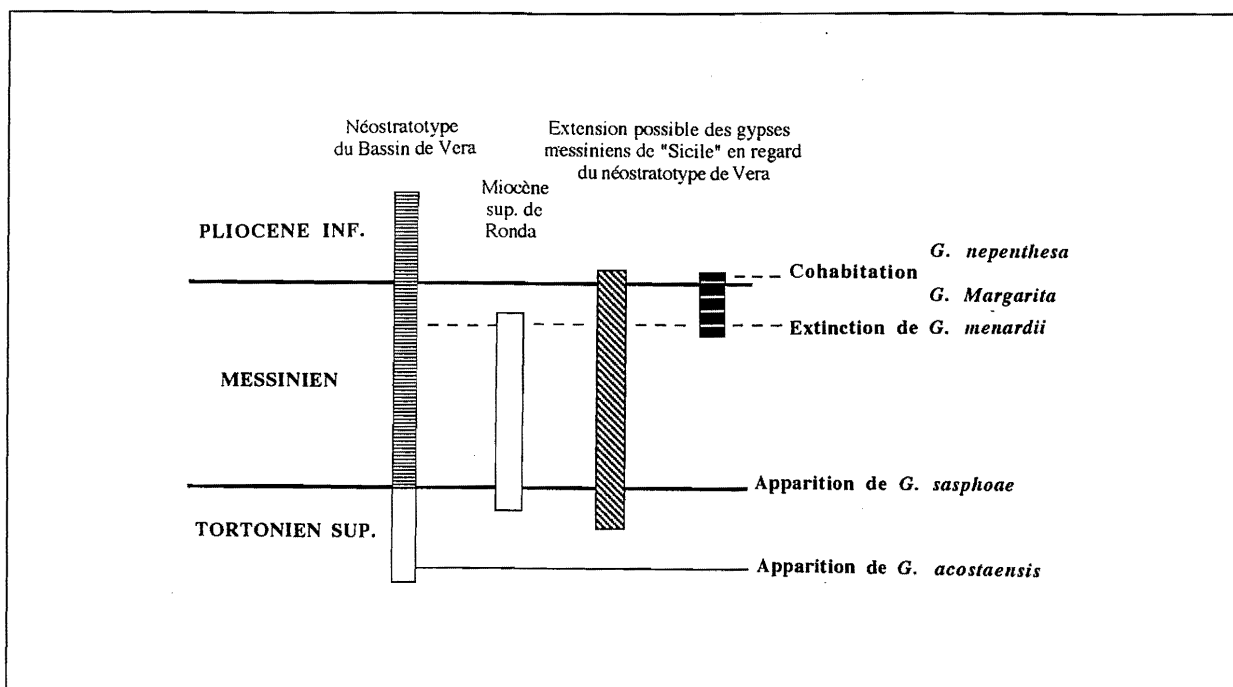 Néostratotype
du Bassin de Vera
Extension possible des gypses
messiniens de "Sicile" en regard
du néostratotype de Vera
Miocène
sup. de
Ronda
PLIOCENE INF.
G. nepenthesa
Cohabitation
G. Margarita
Extinction de G. menardii
MESSINIEN
Apparition de G. sasphoae
TORTONIEN SUP.
Apparition de G. acostaensis